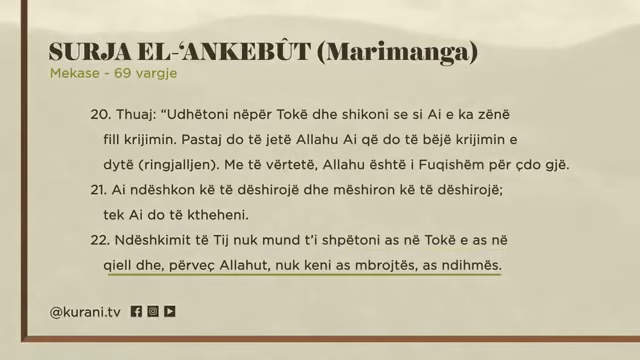 SURJA EL-‘ANKEBÛT (Marimanga)
Mekase - 69 vargje
20. Thuaj: “Udhëtoni nëpër Tokë dhe shikoni se si Ai e ka zënë
fill krijimin. Pastaj do të jetë Allahu Ai që do të bëjë krijimin e
dytë (ringjalljen). Me të vërtetë, Allahu është i Fuqishëm për çdo gjë.
21. Ai ndëshkon kë të dëshirojë dhe mëshiron kë të dëshirojë;
tek Ai do të ktheheni.
22. Ndëshkimit të Tij nuk mund t’i shpëtoni as në Tokë e as në
qiell dhe, përveç Allahut, nuk keni as mbrojtës, as ndihmës.
@kurani.tv